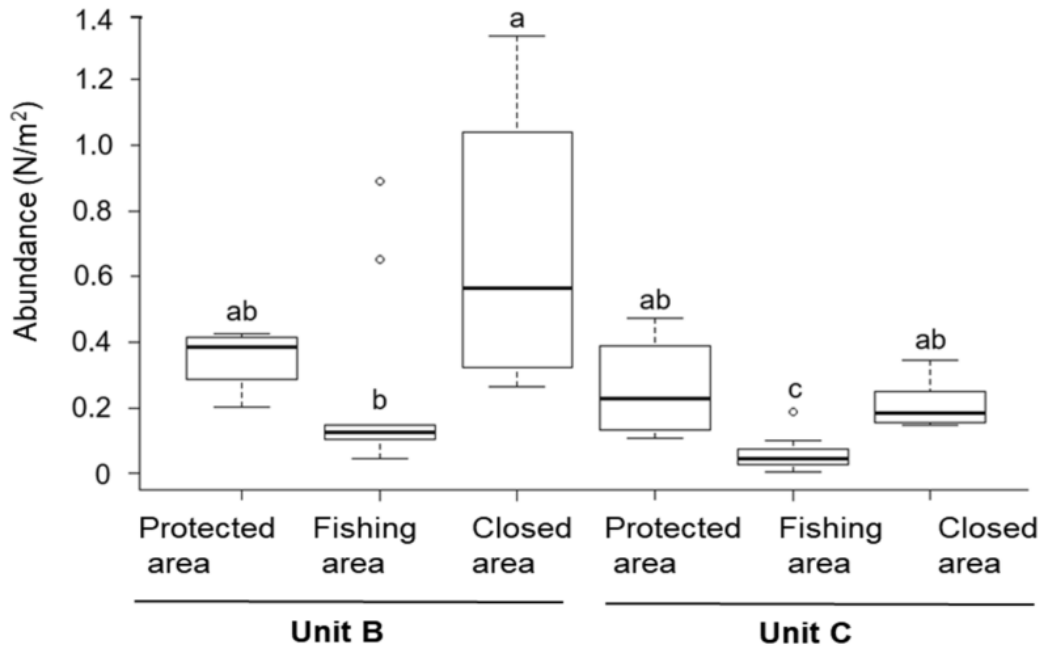 Abundance (N/m²)
1.4
1.2
1.0
0.8
0.6
0.4
0.2
0
ab
b
a
ab
c
ab
Protected area
Fishing area
Closed area
Protected area
Fishing area
Closed area
Unit B
Unit C